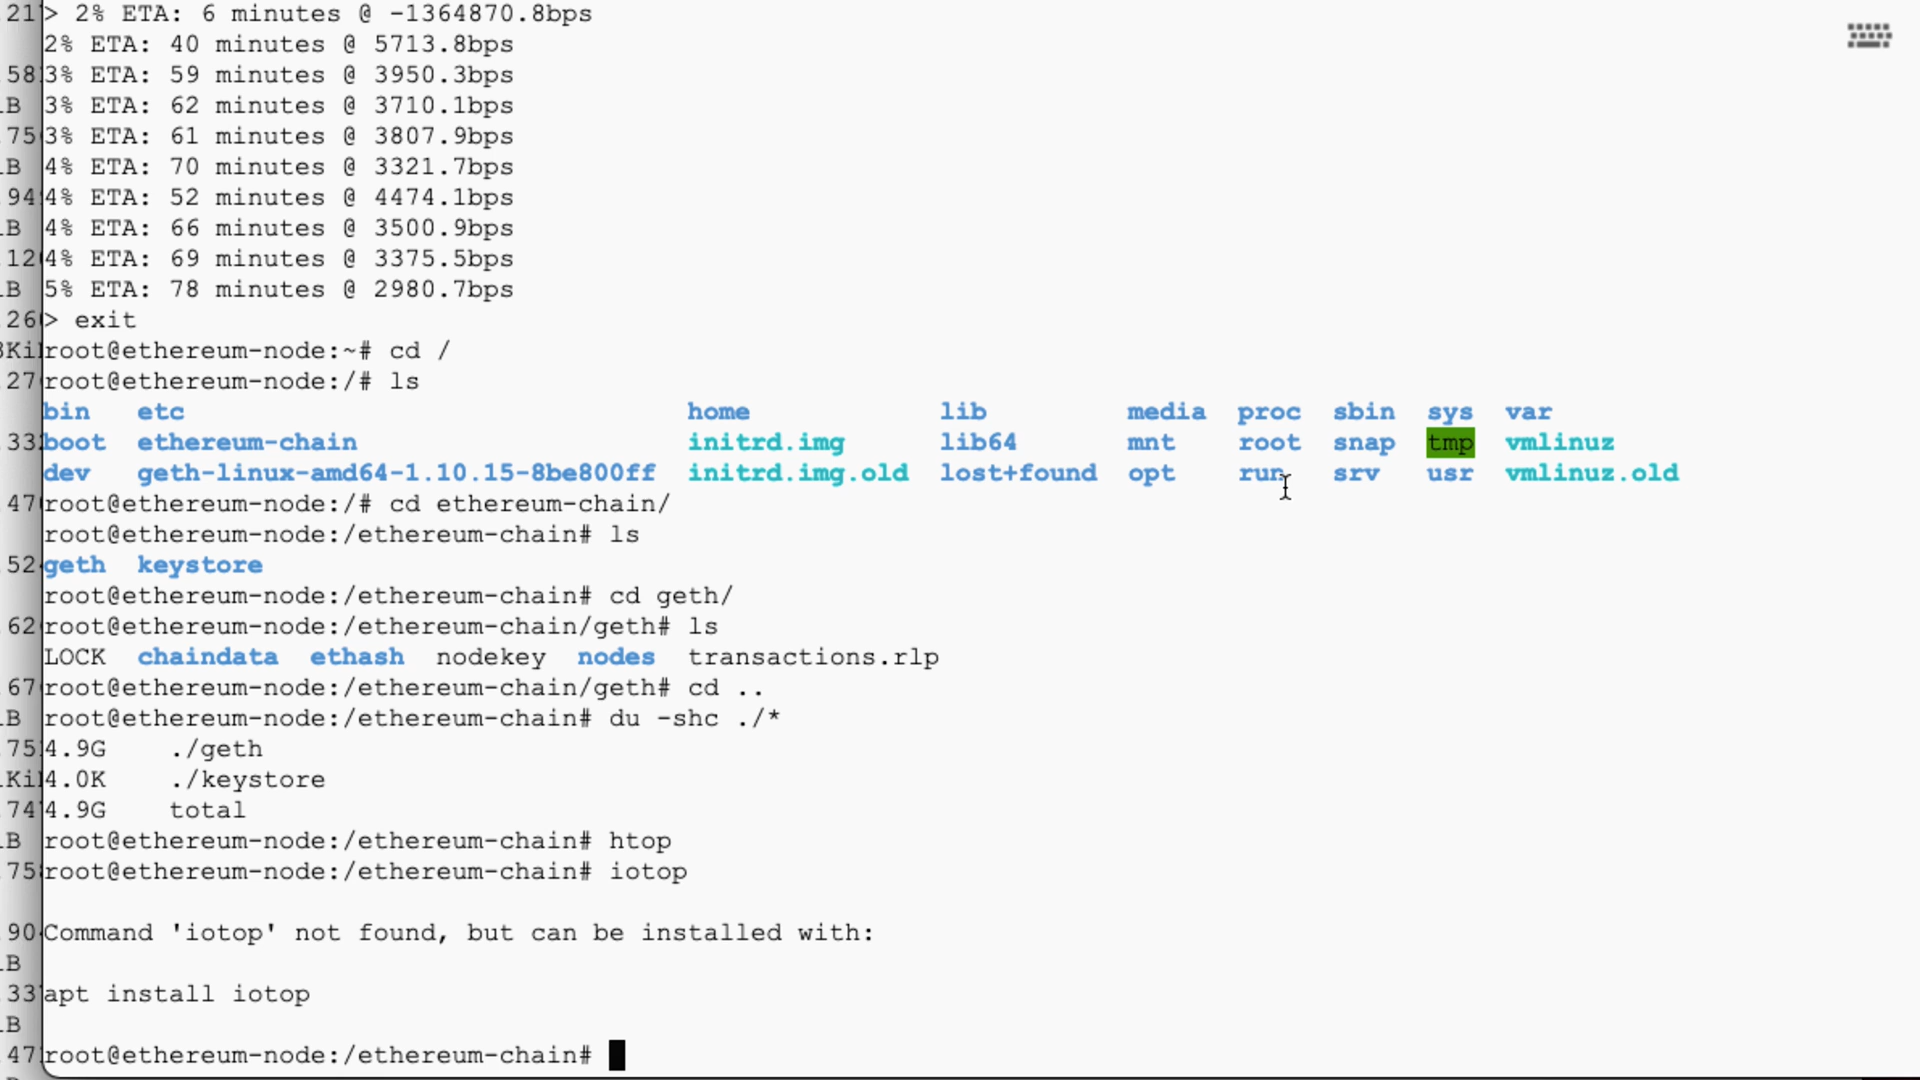 > 2% ETA: 6 minutes @ -1364870.8bps
2% ETA: 40 minutes @ 5713.8bps
3% ETA: 59 minutes @ 3950.3bps
3% ETA: 62 minutes @ 3710.1bps
3% ETA: 61 minutes @ 3807.9bps
4% ETA: 70 minutes @ 3321.7bps
4% ETA: 52 minutes @ 4474.1bps
4% ETA: 66 minutes @ 3500.9bps
4% ETA: 69 minutes @ 3375.5bps
5% ETA: 78 minutes @ 2980.7bps
> exit
root@ethereum-node:~# cd /
root@ethereum-node:/# ls
bin etc home lib media proc sbin sys var
boot ethereum-chain initrd.img lib64 mnt root snap tmp vmlinuz
dev geth-linux-amd64-1.10.15-8be800ff initrd.img.old lost+found opt run srv usr vmlinuz.old
root@ethereum-node:/# cd ethereum-chain/
root@ethereum-node:/ethereum-chain# ls
geth keystore
root@ethereum-node:/ethereum-chain# cd geth/
root@ethereum-node:/ethereum-chain/geth# ls
LOCK chaindata ethash nodekey nodes transactions.rlp
root@ethereum-node:/ethereum-chain/geth# cd ..
root@ethereum-node:/ethereum-chain# du -shc ./*
4.9G ./geth
4.0K ./keystore
4.9G total
root@ethereum-node:/ethereum-chain# htop
root@ethereum-node:/ethereum-chain# iotop
Command 'iotop' not found, but can be installed with:
apt install iotop
root@ethereum-node:/ethereum-chain#